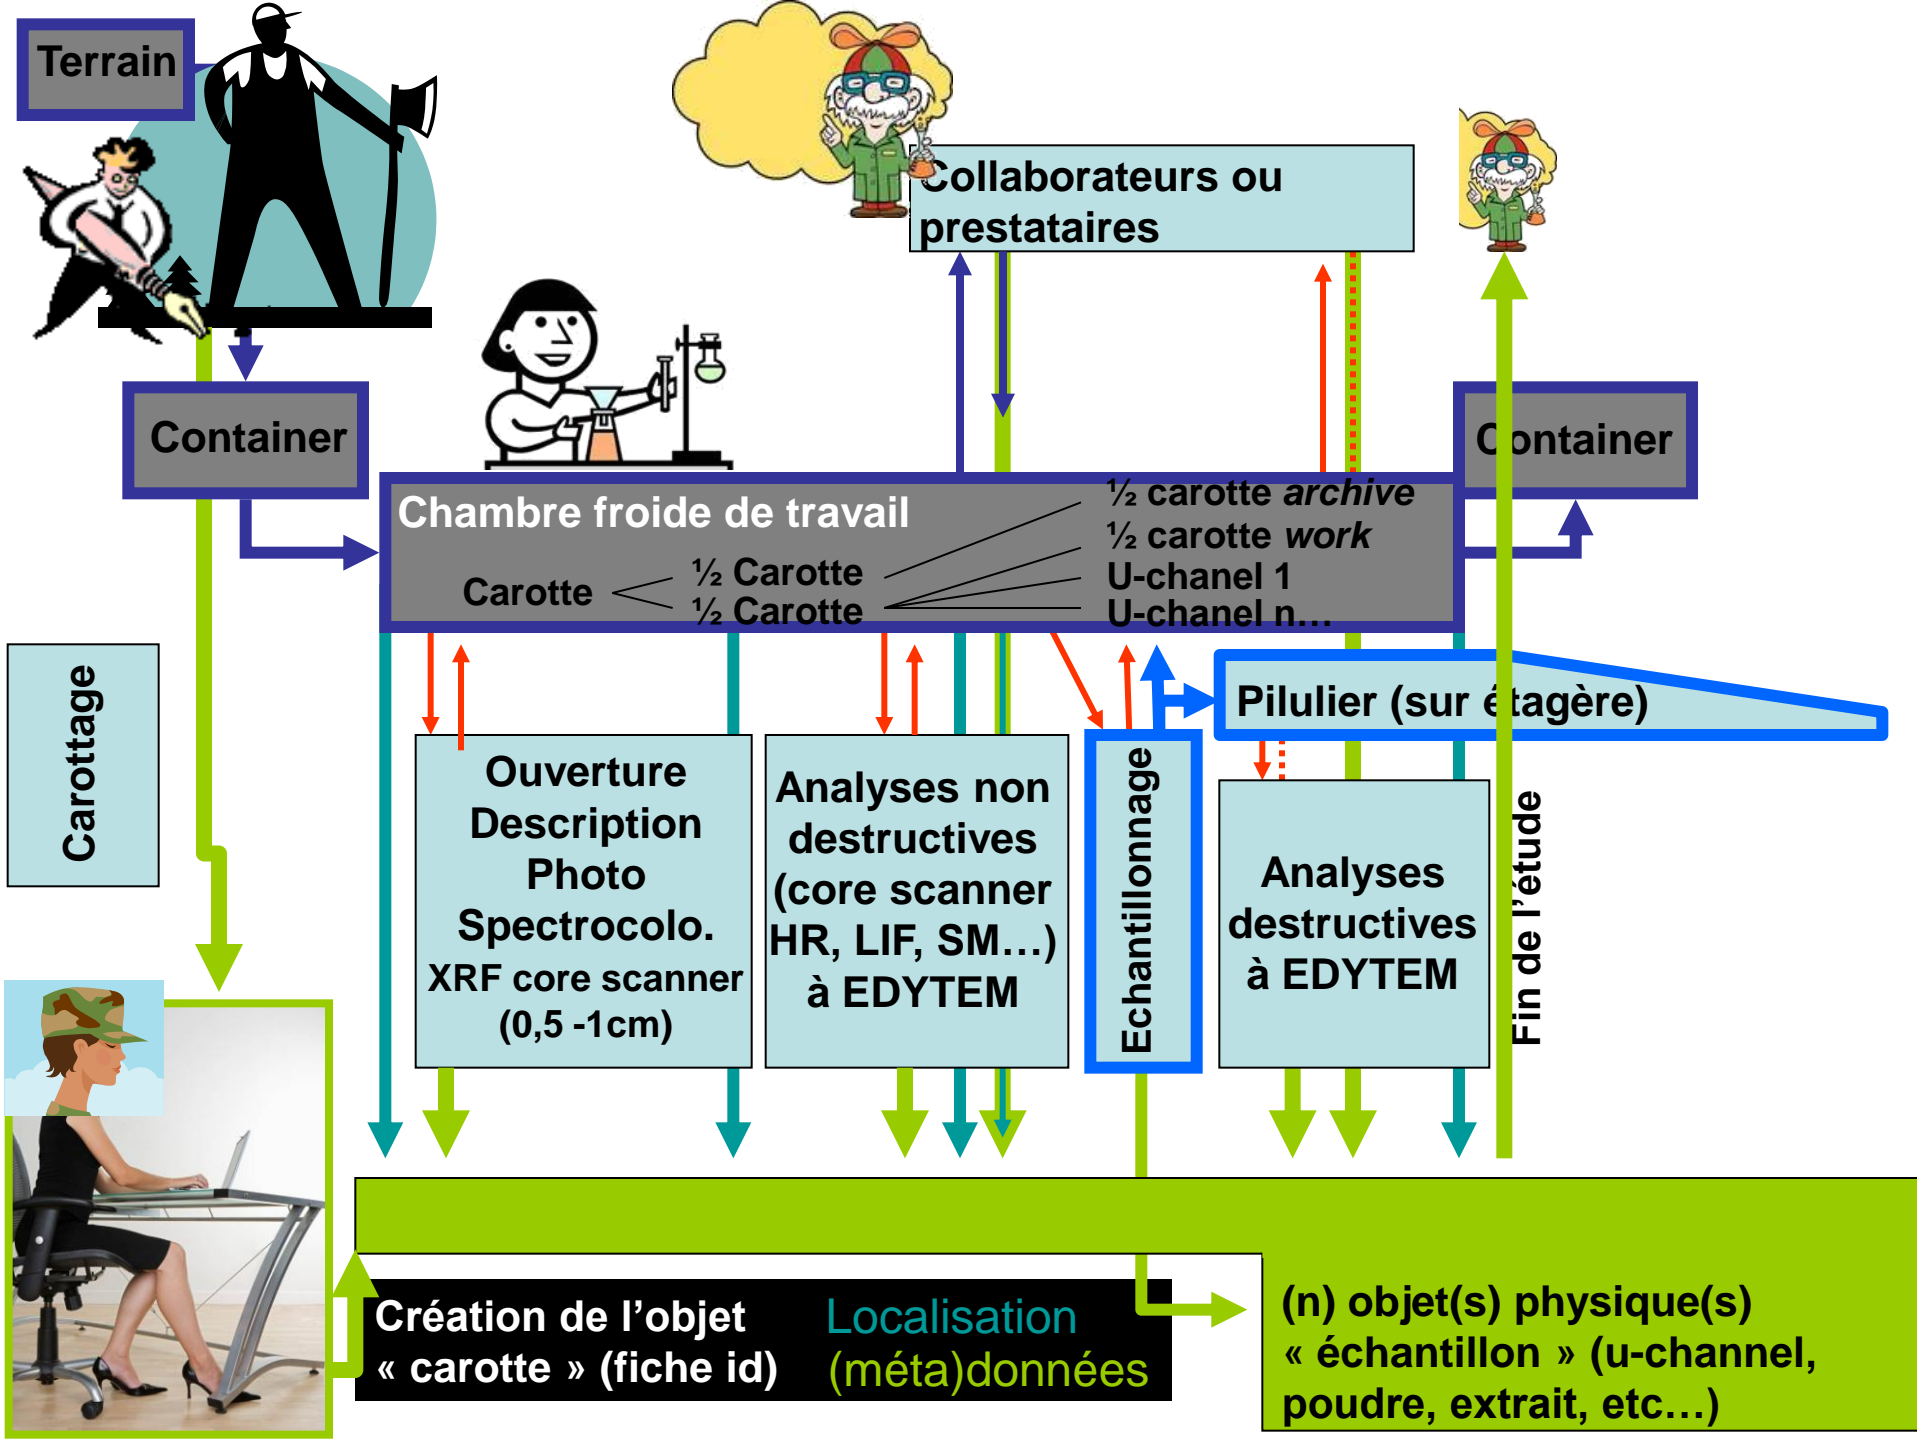 Terrain
Collaborateurs ou
prestataires
Container
Container
Chambre froide de travail
Carotte
½ Carotte
½ Carotte
½ carotte archive
½ carotte work
U-chanel 1
U-chanel n…
Carottage
Pilulier (sur étagère)
Ouverture
Description
Photo
Spectrocolo.
XRF core scanner
(0,5 -1cm)
Analyses non
destructives
(core scanner
HR, LIF, SM…)
à EDYTEM
Echantillonnage
Analyses
destructives
à EDYTEM
Fin de l’étude
Création de l’objet
« carotte » (fiche id)
Localisation
(méta)données
(n) objet(s) physique(s)
« échantillon » (u-channel,
poudre, extrait, etc…)